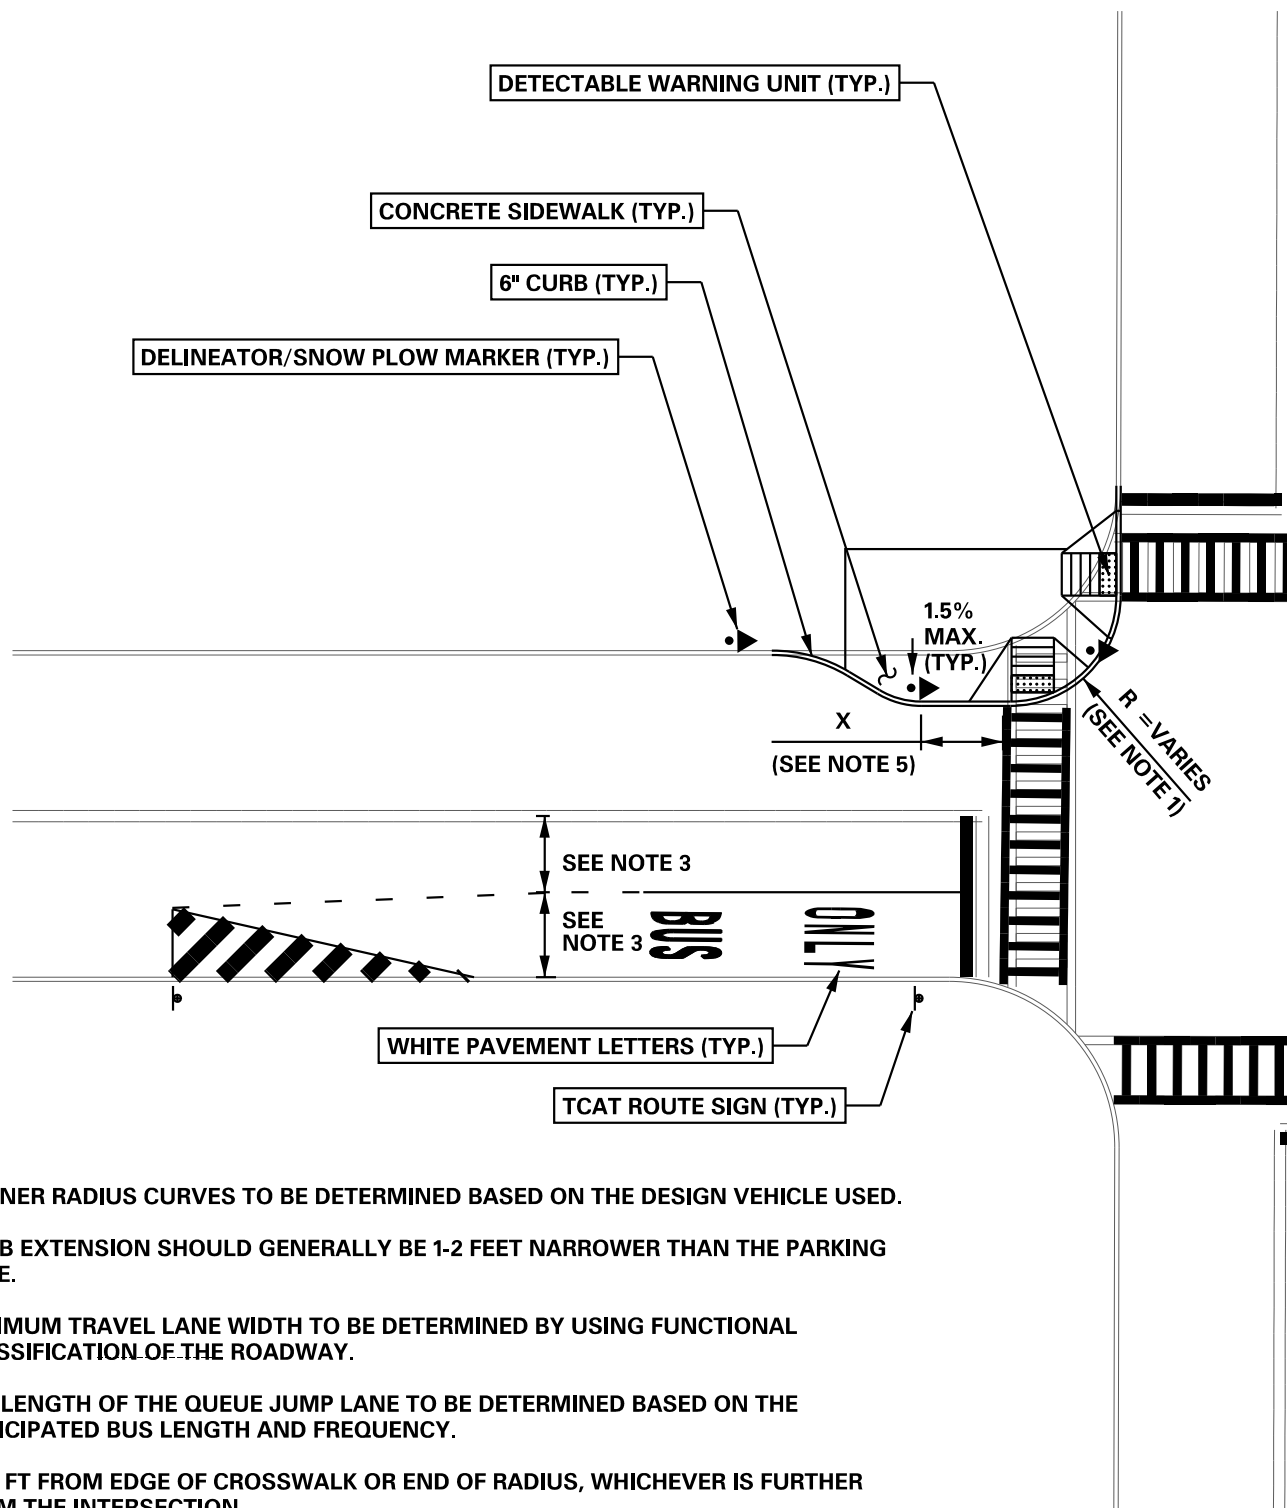 DETECTABLE WARNING UNIT (TYP.)
CONCRETE SIDEWALK (TYP.)
6" CURB (TYP.)
DELINEATOR/SNOW PLOW MARKER (TYP.)
1.5%
MAX.
(TYP.)
X
(SEE NOTE 5)
R =VARIES
(SEE NOTE 1)
SEE NOTE 3
SEE
NOTE 3
BUS
ONLY
WHITE PAVEMENT LETTERS (TYP.)
TCAT ROUTE SIGN (TYP.)
NER RADIUS CURVES TO BE DETERMINED BASED ON THE DESIGN VEHICLE USED.
B EXTENSION SHOULD GENERALLY BE 1-2 FEET NARROWER THAN THE PARKING
E.
IMUM TRAVEL LANE WIDTH TO BE DETERMINED BY USING FUNCTIONAL
SSIFICATION OF THE ROADWAY.
LENGTH OF THE QUEUE JUMP LANE TO BE DETERMINED BASED ON THE
ICIPATED BUS LENGTH AND FREQUENCY.
FT FROM EDGE OF CROSSWALK OR END OF RADIUS, WHICHEVER IS FURTHER
M THE INTERSECTION